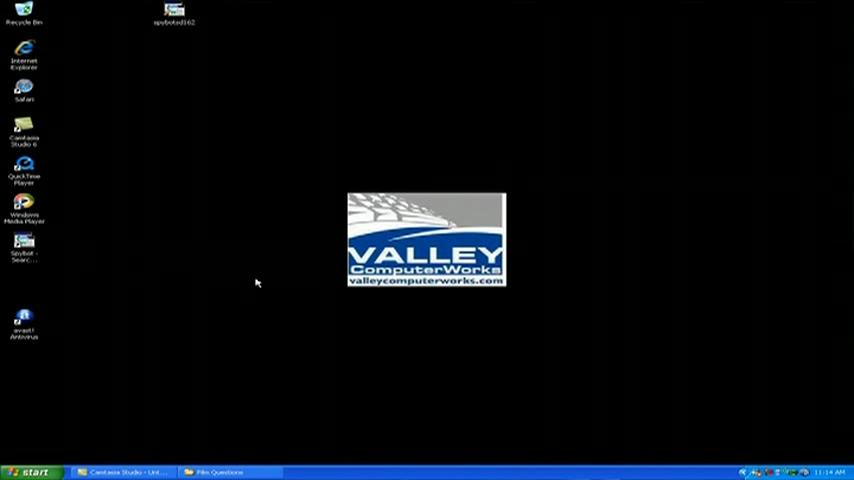 Recycle Bin
spybotsd162
Internet
Explorer
Safari
Camtasia
Studio 6
QuickTime
Player
Windows
Media Player
Spybot -
Searc...
avast!
Antivirus
VALLEY
ComputerWorks
valleycomputerworks.com
start
Camtasia Studio - Unt...
Film Questions
11:14 AM